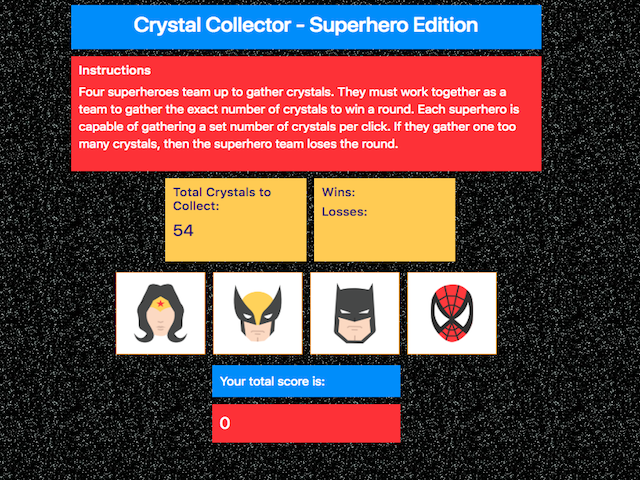 Crystal Collector - Superhero Edition
Instructions
Four superheroes team up to gather crystals. They must work together as a
team to gather the exact number of crystals to win a round. Each superhero is
capable of gathering a set number of crystals per click. If they gather one too
many crystals, then the superhero team loses the round.
Total Crystals to
Collect:
54
Wins:
Losses:
Your total score is:
0